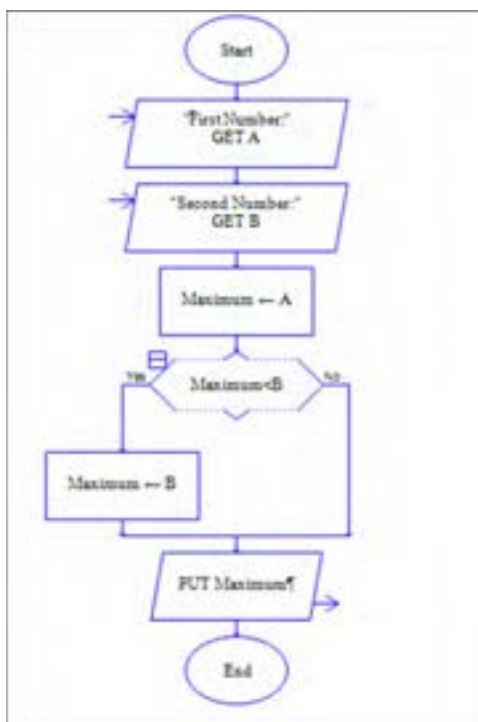 Start
"First Number:"
GET A
"Second Number:"
GET B
Maximum ← A
Yes
Maximum<B
No
Maximum ← B
PUT Maximum¶
End